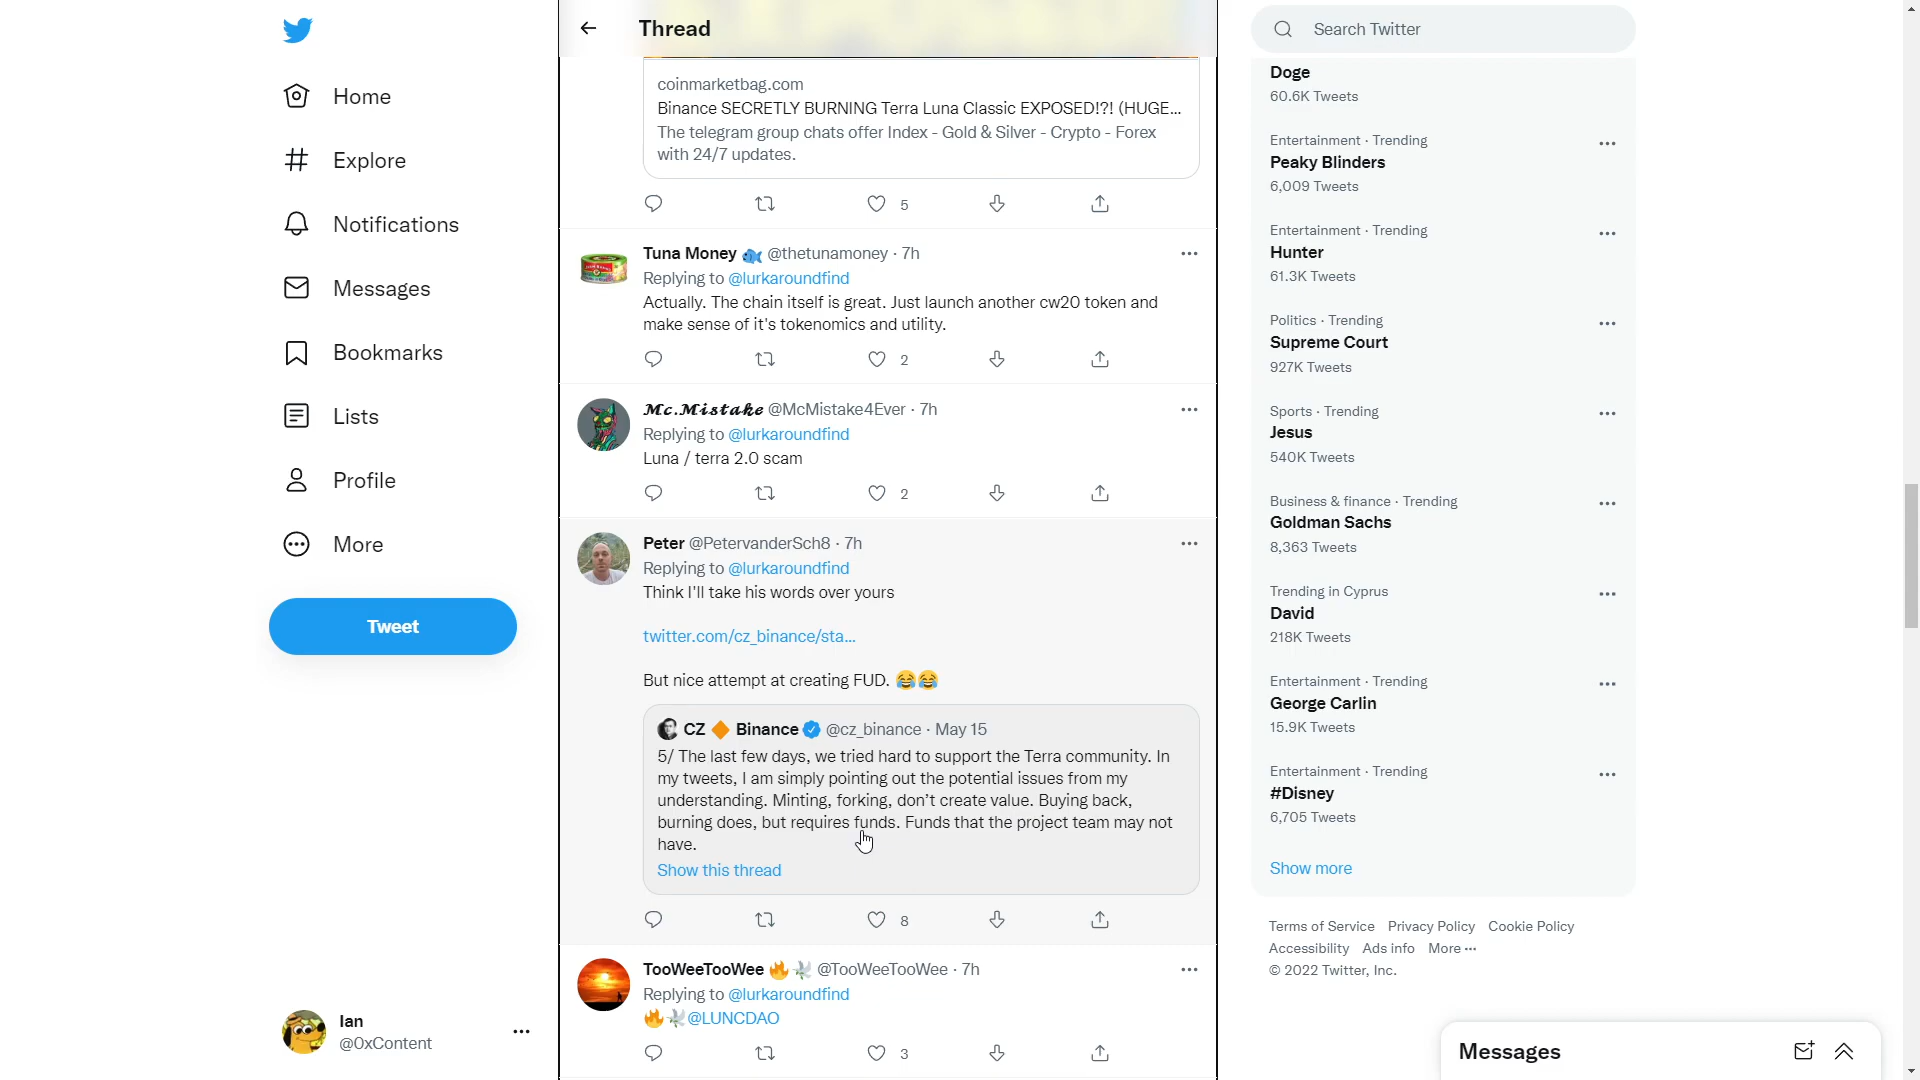 Home
Explore
Notifications
Messages
Bookmarks
Lists
Profile
More
Tweet
Ian
@0xContent
Thread
coinmarketbag.com
Binance SECRETLY BURNING Terra Luna Classic EXPOSED!?! (HUGE...
The telegram group chats offer Index - Gold & Silver - Crypto - Forex
with 24/7 updates.
5
Tuna Money 🐟 @thetunamoney · 7h
Replying to @lurkaroundfind
Actually. The chain itself is great. Just launch another cw20 token and
make sense of it's tokenomics and utility.
2
𝓜𝓬.𝓜𝓲𝓼𝓽𝓪𝓴𝓮 @McMistake4Ever · 7h
Replying to @lurkaroundfind
Luna / terra 2.0 scam
2
Peter @PetervanderSch8 · 7h
Replying to @lurkaroundfind
Think I'll take his words over yours
twitter.com/cz_binance/sta...
But nice attempt at creating FUD. 😂😂
CZ 🔶 Binance @cz_binance · May 15
5/ The last few days, we tried hard to support the Terra community. In
my tweets, I am simply pointing out the potential issues from my
understanding. Minting, forking, don’t create value. Buying back,
burning does, but requires funds. Funds that the project team may not
have.
Show this thread
8
TooWeeTooWee 🔥🕊 @TooWeeTooWee · 7h
Replying to @lurkaroundfind
🔥🕊@LUNCDAO
3
Search Twitter
Doge
60.6K Tweets
Entertainment · Trending
Peaky Blinders
6,009 Tweets
Entertainment · Trending
Hunter
61.3K Tweets
Politics · Trending
Supreme Court
927K Tweets
Sports · Trending
Jesus
540K Tweets
Business & finance · Trending
Goldman Sachs
8,363 Tweets
Trending in Cyprus
David
218K Tweets
Entertainment · Trending
George Carlin
15.9K Tweets
Entertainment · Trending
#Disney
6,705 Tweets
Show more
Terms of Service Privacy Policy Cookie Policy
Accessibility Ads info More ···
© 2022 Twitter, Inc.
Messages